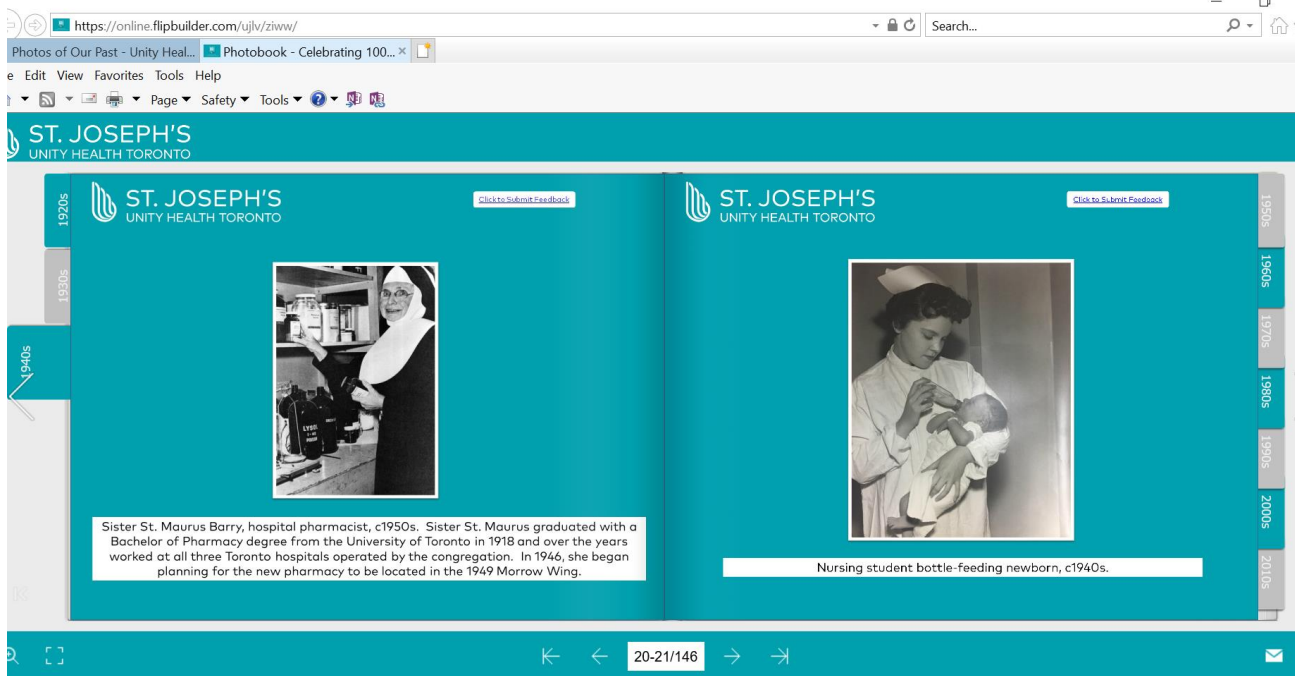 https://online.flipbuilder.com/ujlv/ziww/
Search...
Photos of Our Past - Unity Heal...
Photobook - Celebrating 100...
e Edit View Favorites Tools Help
Page Safety Tools
ST. JOSEPH'S
UNITY HEALTH TORONTO
1920s
1930s
1940s
ST. JOSEPH'S
UNITY HEALTH TORONTO
Click to Submit Feedback
LYSOL
Sister St. Maurus Barry, hospital pharmacist, c1950s. Sister St. Maurus graduated with a
Bachelor of Pharmacy degree from the University of Toronto in 1918 and over the years
worked at all three Toronto hospitals operated by the congregation. In 1946, she began
planning for the new pharmacy to be located in the 1949 Morrow Wing.
ST. JOSEPH'S
UNITY HEALTH TORONTO
Click to Submit Feedback
Nursing student bottle-feeding newborn, c1940s.
1950s
1960s
1970s
1980s
1990s
2000s
2010s
20-21/146